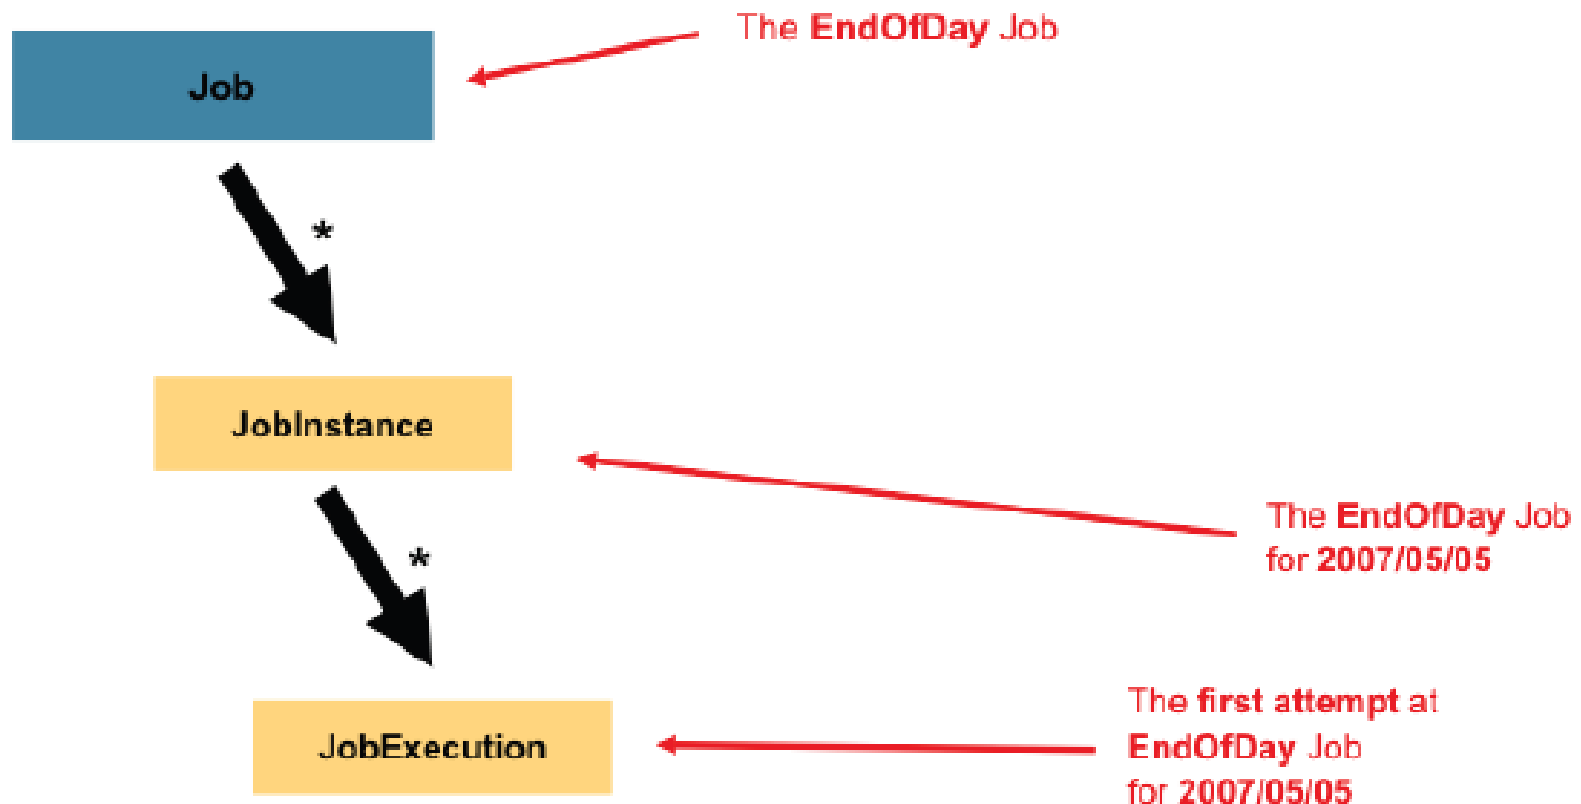 The EndOfDay Job
Job
*
JobInstance
The EndOfDay Job
for 2007/05/05
*
The first attempt at
EndOfDay Job
for 2007/05/05
JobExecution